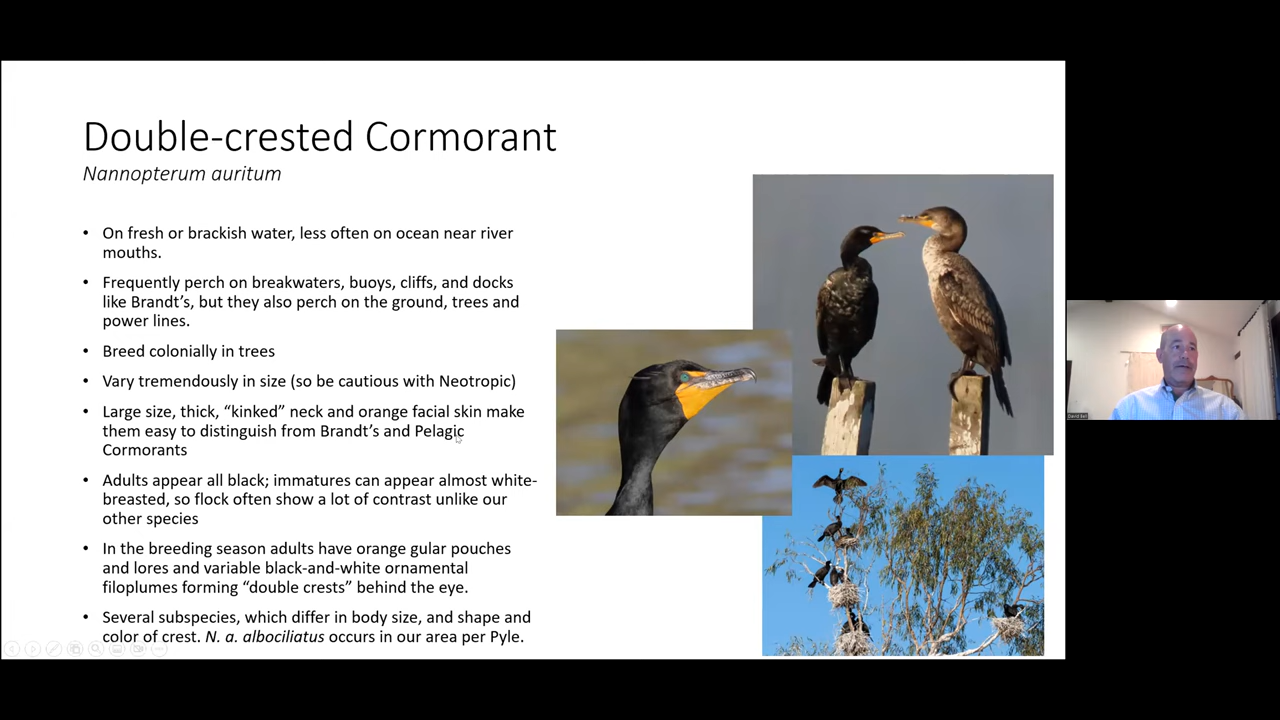 Double-crested Cormorant
Nannopterum auritum
• On fresh or brackish water, less often on ocean near river
mouths.
• Frequently perch on breakwaters, buoys, cliffs, and docks
like Brandt’s, but they also perch on the ground, trees and
power lines.
• Breed colonially in trees
• Vary tremendously in size (so be cautious with Neotropic)
• Large size, thick, “kinked” neck and orange facial skin make
them easy to distinguish from Brandt’s and Pelagic
Cormorants
• Adults appear all black; immatures can appear almost white-
breasted, so flock often show a lot of contrast unlike our
other species
• In the breeding season adults have orange gular pouches
and lores and variable black-and-white ornamental
filoplumes forming “double crests” behind the eye.
• Several subspecies, which differ in body size, and shape and
color of crest. N. a. albociliatus occurs in our area per Pyle.
David Bell